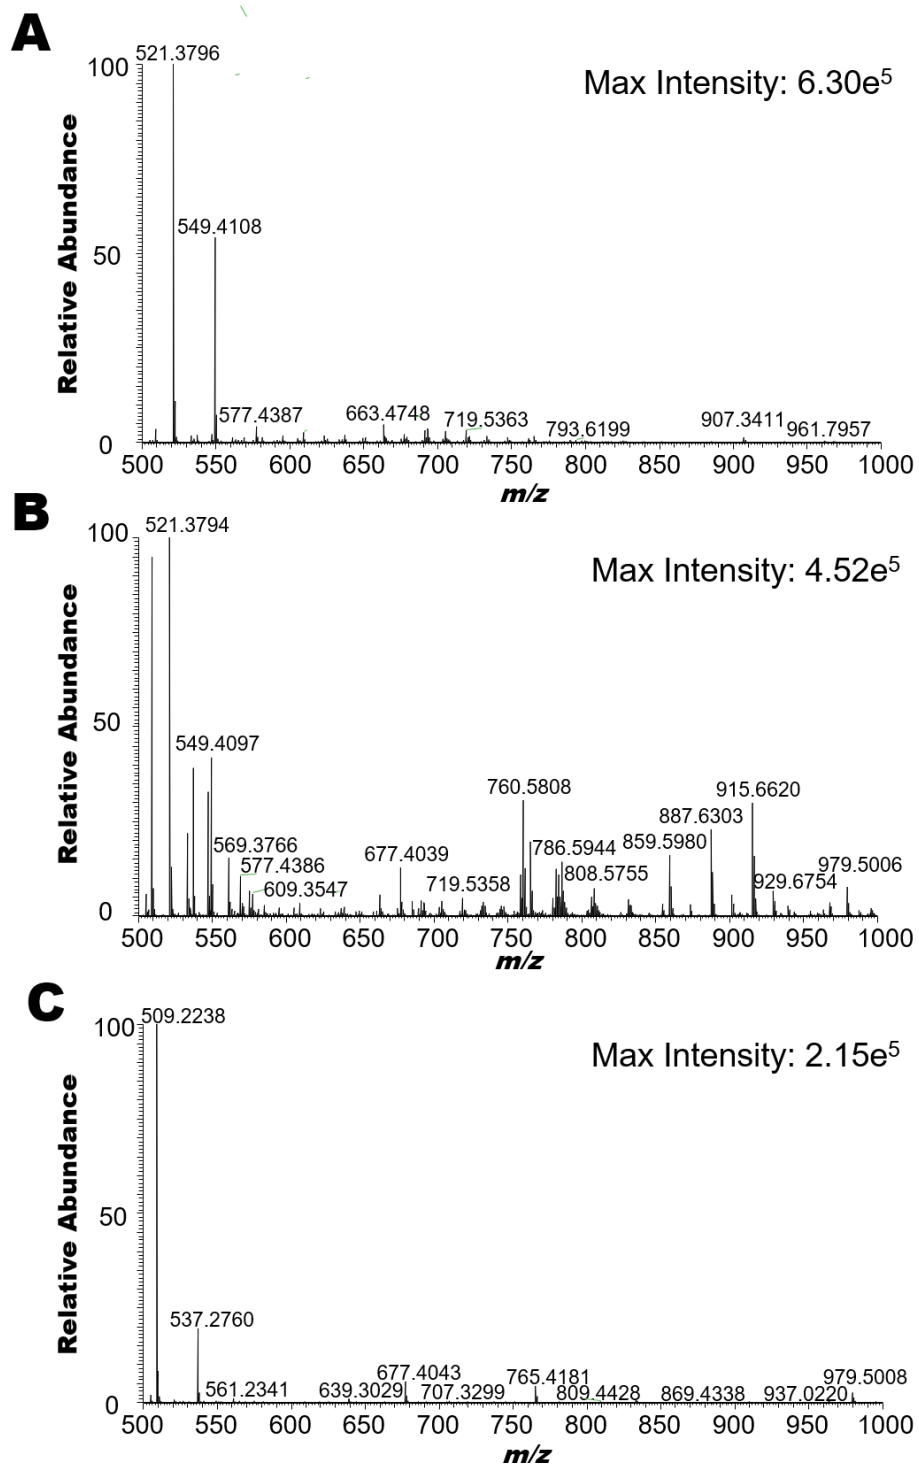 A
521.3796
100
Max Intensity: 6.30e⁵
549.4108
50
Relative Abundance
577.4387
663.4748
719.5363
793.6199
907.3411
961.7957
0
500 550 600 650 700 750 800 850 900 950 1000
m/z
B
521.3794
100
Max Intensity: 4.52e⁵
50
Relative Abundance
549.4097
760.5808
915.6620
887.6303
569.3766
786.5944
859.5980
577.4386
677.4039
808.5755
979.5006
609.3547
719.5358
929.6754
0
500 550 600 650 700 750 800 850 900 950 1000
m/z
C
509.2238
100
Max Intensity: 2.15e⁵
50
Relative Abundance
537.2760
677.4043
765.4181
979.5008
561.2341
639.3029
707.3299
809.4428
869.4338
937.0220
0
500 550 600 650 700 750 800 850 900 950 1000
m/z